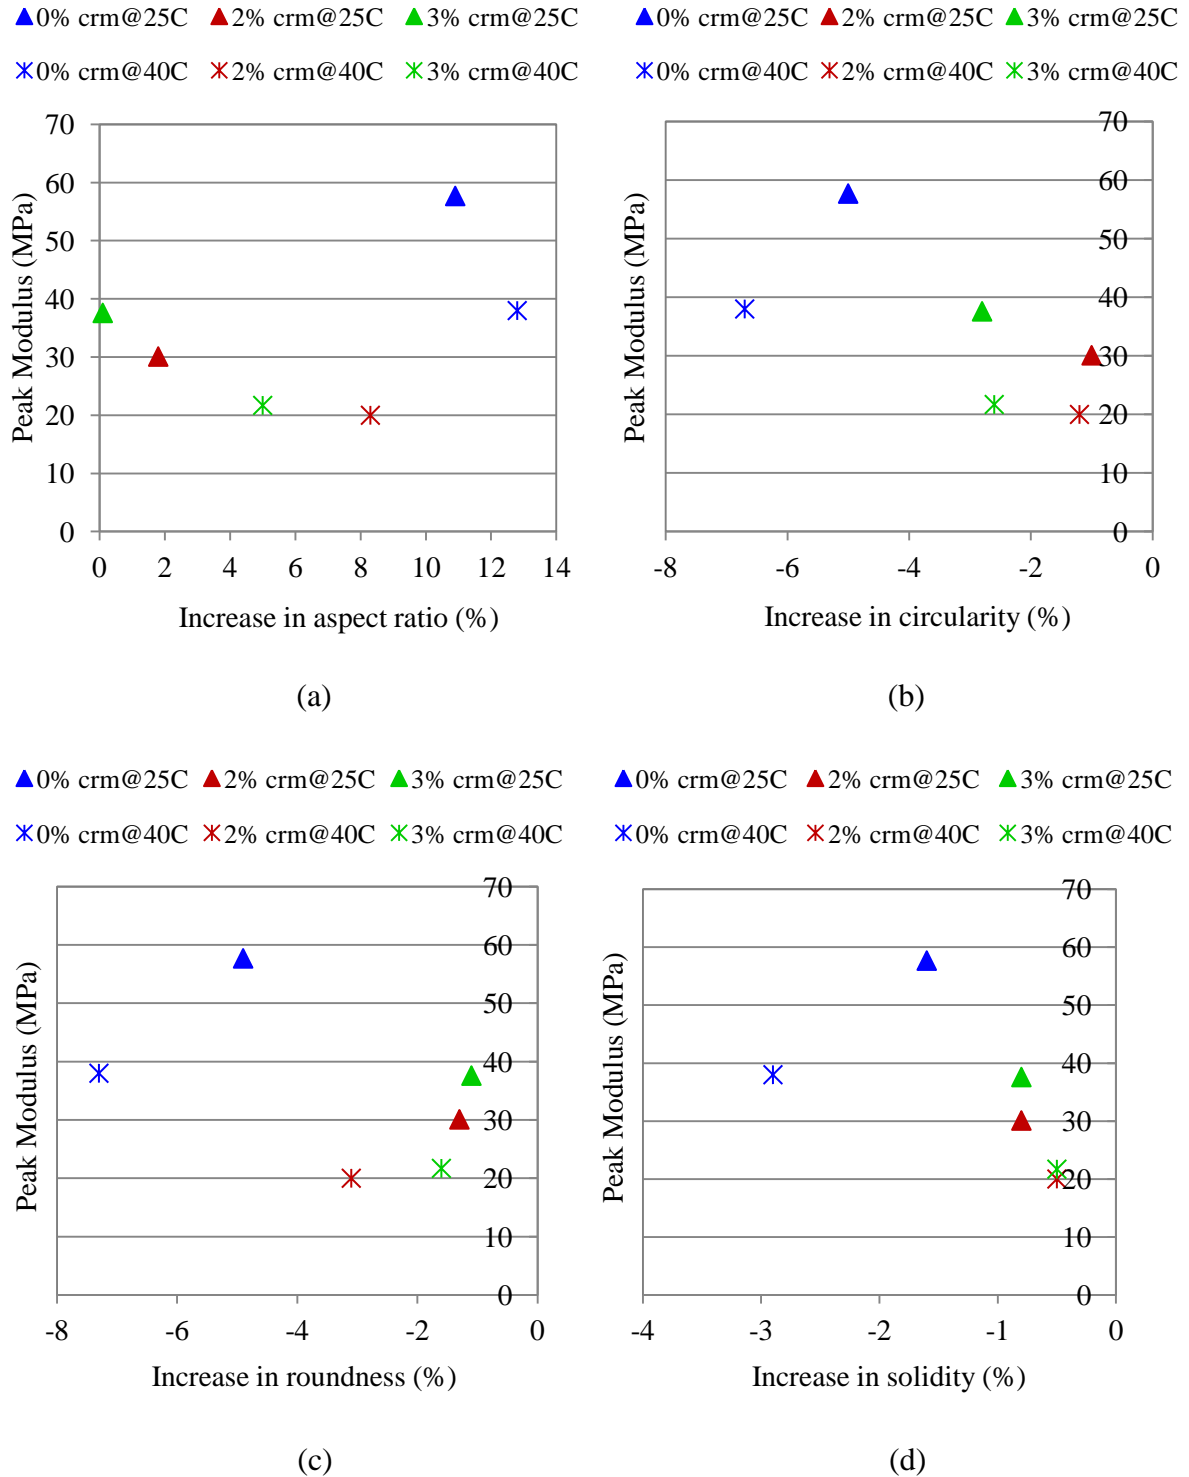 0% crm@25C 2% crm@25C 3% crm@25C
0% crm@40C 2% crm@40C 3% crm@40C
Peak Modulus (MPa)
70
60
50
40
30
20
10
0
0 2 4 6 8 10 12 14
Increase in aspect ratio (%)
(a)
0% crm@25C 2% crm@25C 3% crm@25C
0% crm@40C 2% crm@40C 3% crm@40C
Peak Modulus (MPa)
70
60
50
40
30
20
10
0
-8 -6 -4 -2 0
Increase in circularity (%)
(b)
0% crm@25C 2% crm@25C 3% crm@25C
0% crm@40C 2% crm@40C 3% crm@40C
Peak Modulus (MPa)
70
60
50
40
30
20
10
0
-8 -6 -4 -2 0
Increase in roundness (%)
(c)
0% crm@25C 2% crm@25C 3% crm@25C
0% crm@40C 2% crm@40C 3% crm@40C
Peak Modulus (MPa)
70
60
50
40
30
20
10
0
-4 -3 -2 -1 0
Increase in solidity (%)
(d)